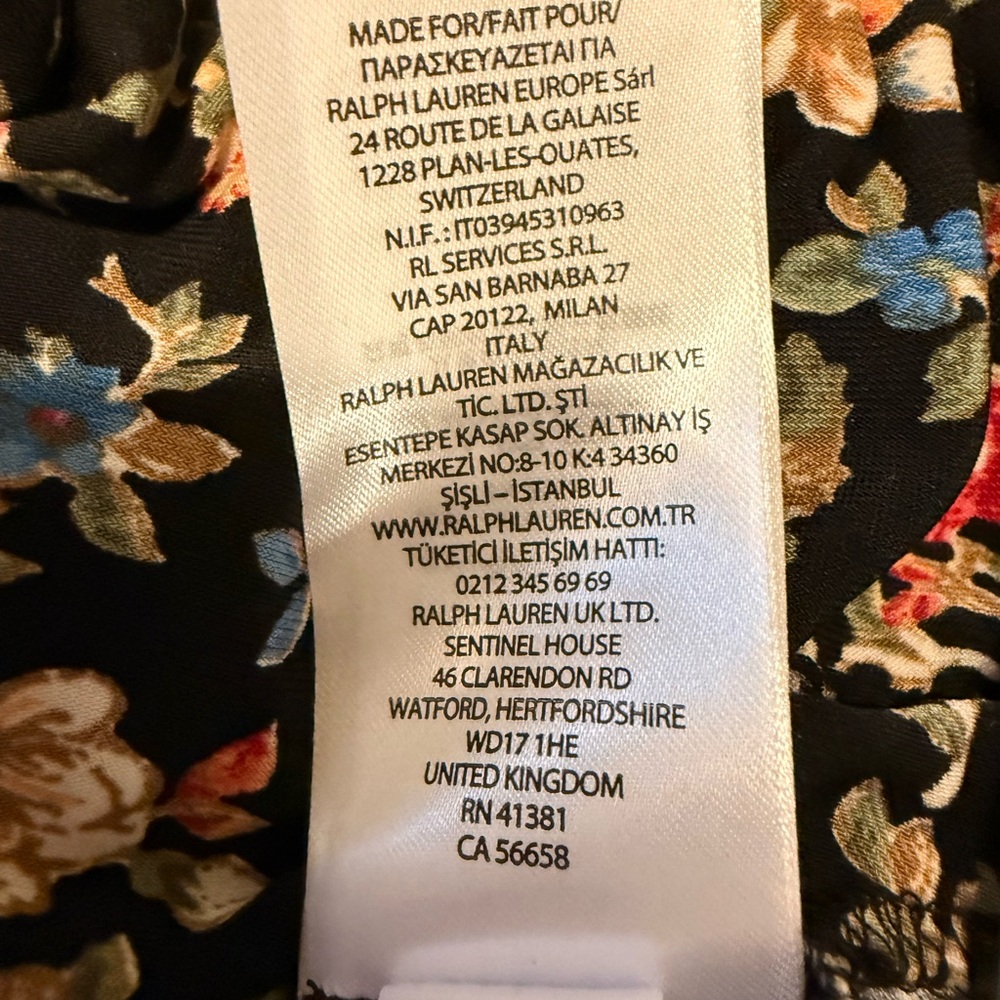 MADE FOR/FAIT POUR/
ΠΑΡΑΣΚΕΥΑΖΕΤΑΙ ΓΙΑ
RALPH LAUREN EUROPE Sárl
24 ROUTE DE LA GALAISE
1228 PLAN-LES-OUATES,
SWITZERLAND
N.I.F.: IT03945310963
RL SERVICES S.R.L.
VIA SAN BARNABA 27
CAP 20122, MILAN
ITALY
RALPH LAUREN MAĞAZACILIK VE
TİC. LTD. ŞTİ
ESENTEPE KASAP SOK. ALTINAY İŞ
MERKEZİ NO:8-10 K:4 34360
ŞİŞLİ – İSTANBUL
WWW.RALPHLAUREN.COM.TR
TÜKETİCİ İLETİŞİM HATTI:
0212 345 69 69
RALPH LAUREN UK LTD.
SENTINEL HOUSE
46 CLARENDON RD
WATFORD, HERTFORDSHIRE
WD17 1HE
UNITED KINGDOM
RN 41381
CA 56658